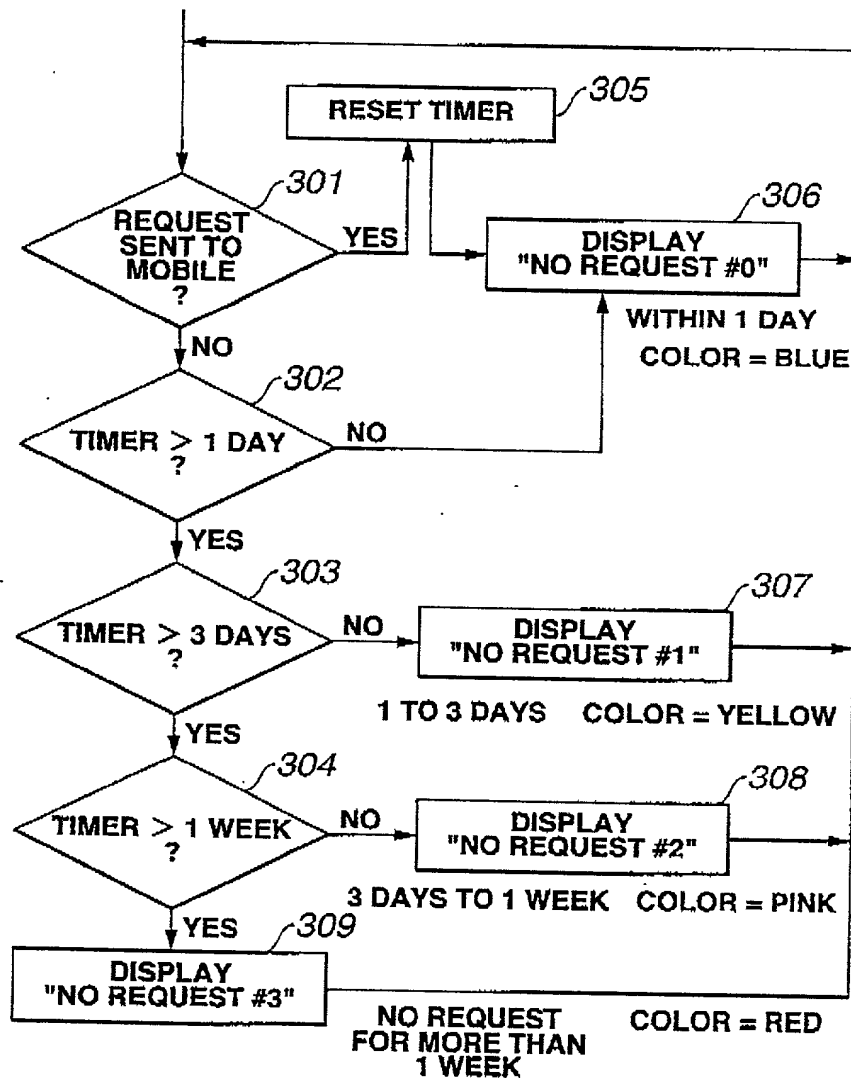 RESET TIMER
305
301
REQUEST
SENT TO
MOBILE
?
YES
306
DISPLAY
"NO REQUEST #0"
WITHIN 1 DAY
COLOR = BLUE
NO
302
TIMER > 1 DAY
?
NO
YES
303
TIMER > 3 DAYS
?
NO
307
DISPLAY
"NO REQUEST #1"
1 TO 3 DAYS COLOR = YELLOW
YES
304
TIMER > 1 WEEK
?
NO
308
DISPLAY
"NO REQUEST #2"
3 DAYS TO 1 WEEK COLOR = PINK
YES
309
DISPLAY
"NO REQUEST #3"
NO REQUEST
FOR MORE THAN
1 WEEK
COLOR = RED